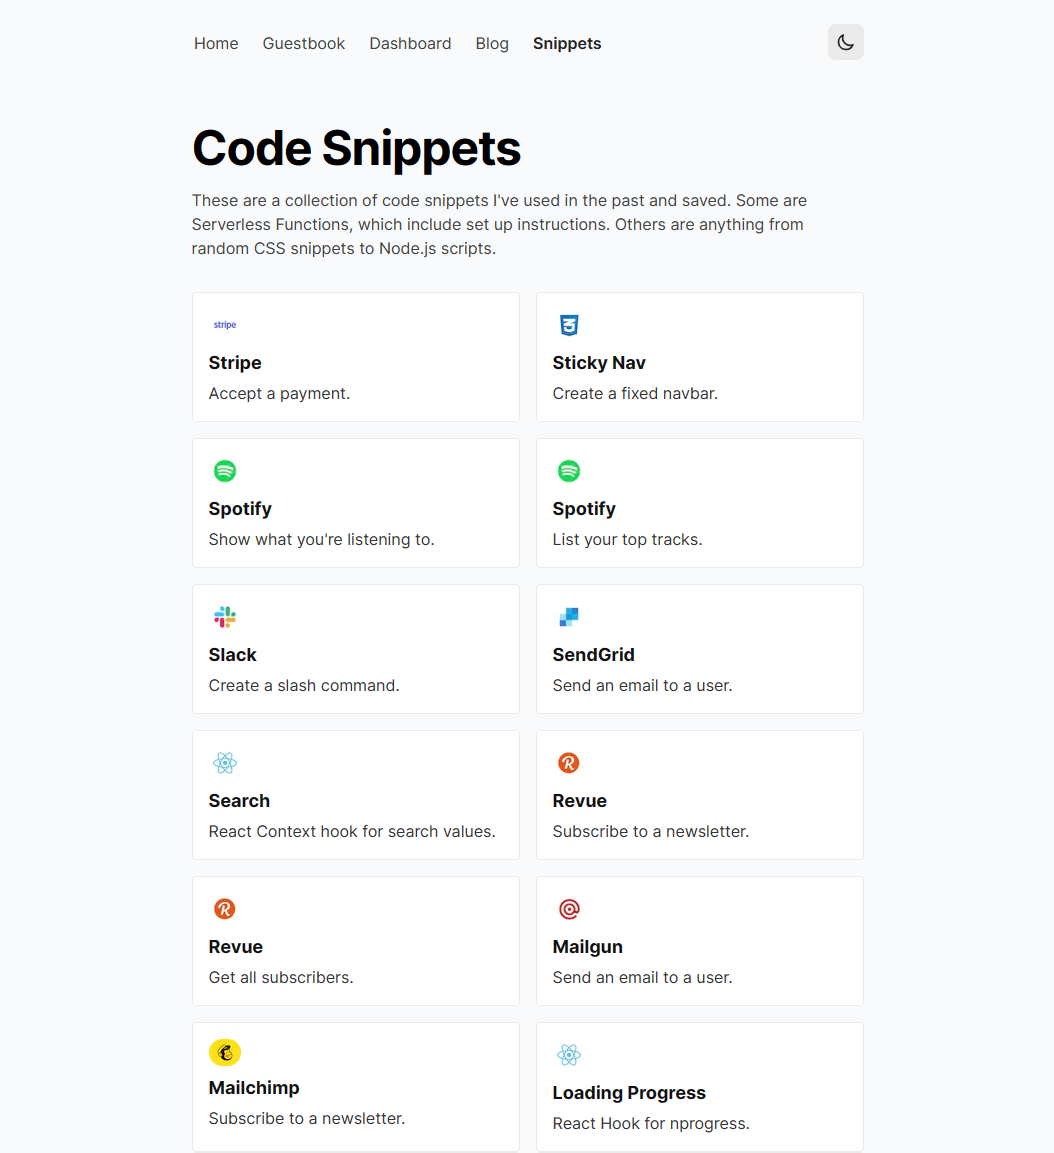 Home Guestbook Dashboard Blog Snippets
Code Snippets
These are a collection of code snippets I've used in the past and saved. Some are
Serverless Functions, which include set up instructions. Others are anything from
random CSS snippets to Node.js scripts.
stripe
Stripe
Accept a payment.
Sticky Nav
Create a fixed navbar.
Spotify
Show what you're listening to.
Spotify
List your top tracks.
Slack
Create a slash command.
SendGrid
Send an email to a user.
Search
React Context hook for search values.
Revue
Subscribe to a newsletter.
Revue
Get all subscribers.
Mailgun
Send an email to a user.
Mailchimp
Subscribe to a newsletter.
Loading Progress
React Hook for nprogress.